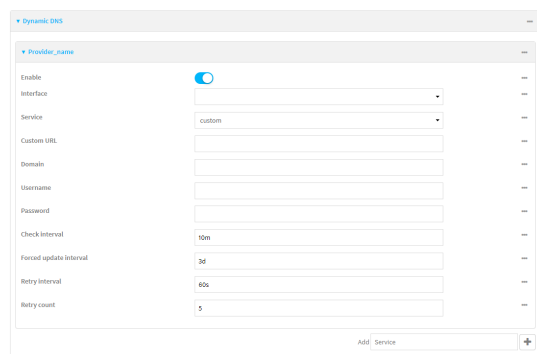 Dynamic DNS
Provider_name
Enable
Interface
Service
custom
Custom URL
Domain
Username
Password
Check interval
10m
Forced update interval
3d
Retry interval
60s
Retry count
5
Add Service